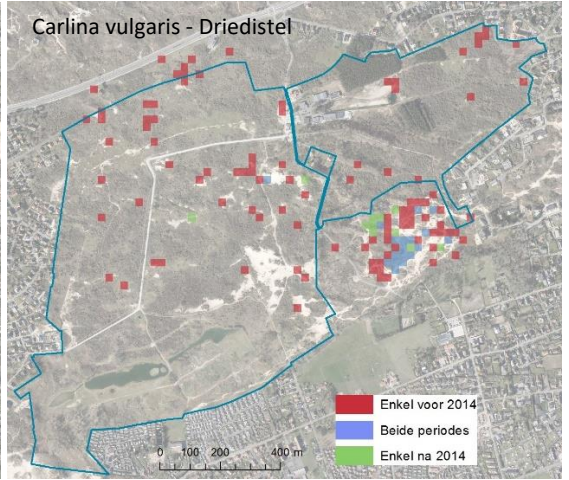 Carlina vulgaris - Driedistel
Enkel voor 2014
Beide periodes
Enkel na 2014
0 100 200 400 m